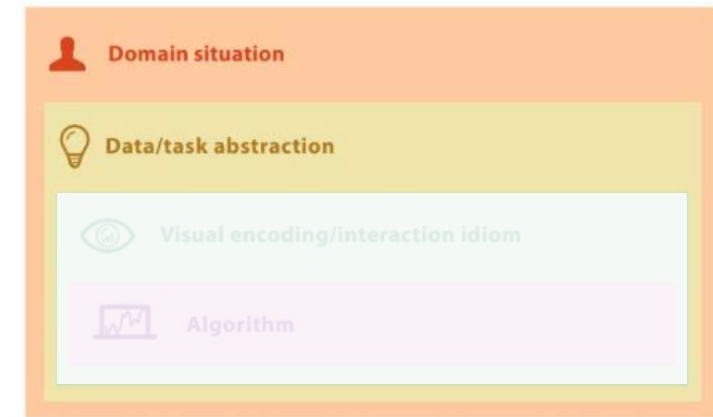 Domain situation
Data/task abstraction
Visual encoding/interaction idiom
Algorithm